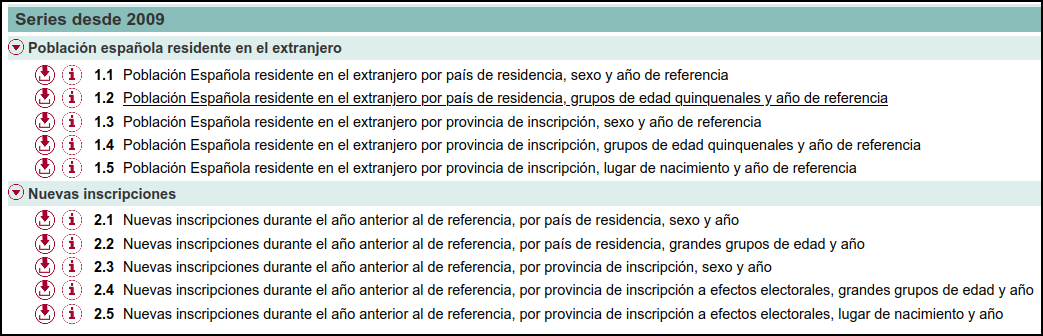 Series desde 2009
Población española residente en el extranjero
1.1 Población Española residente en el extranjero por país de residencia, sexo y año de referencia
1.2 Población Española residente en el extranjero por país de residencia, grupos de edad quinquenales y año de referencia
1.3 Población Española residente en el extranjero por provincia de inscripción, sexo y año de referencia
1.4 Población Española residente en el extranjero por provincia de inscripción, grupos de edad quinquenales y año de referencia
1.5 Población Española residente en el extranjero por provincia de inscripción, lugar de nacimiento y año de referencia
Nuevas inscripciones
2.1 Nuevas inscripciones durante el año anterior al de referencia, por país de residencia, sexo y año
2.2 Nuevas inscripciones durante el año anterior al de referencia, por país de residencia, grandes grupos de edad y año
2.3 Nuevas inscripciones durante el año anterior al de referencia, por provincia de inscripción, sexo y año
2.4 Nuevas inscripciones durante el año anterior al de referencia, por provincia de inscripción a efectos electorales, grandes grupos de edad y año
2.5 Nuevas inscripciones durante el año anterior al de referencia, por provincia de inscripción a efectos electorales, lugar de nacimiento y año